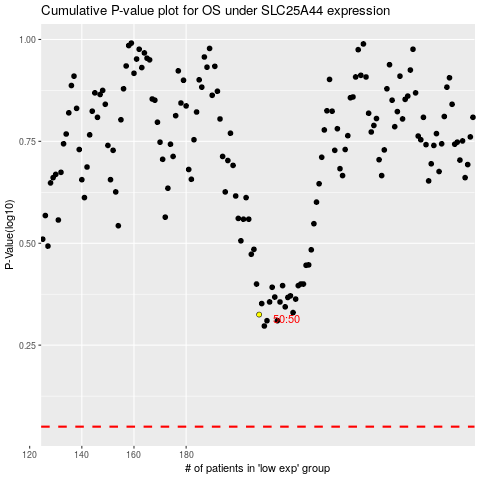 Cumulative P-value plot for OS under SLC25A44 expression
P-Value(log10)
1.00
0.75
0.50
0.25
50:50
120 140 160 180
# of patients in 'low exp' group